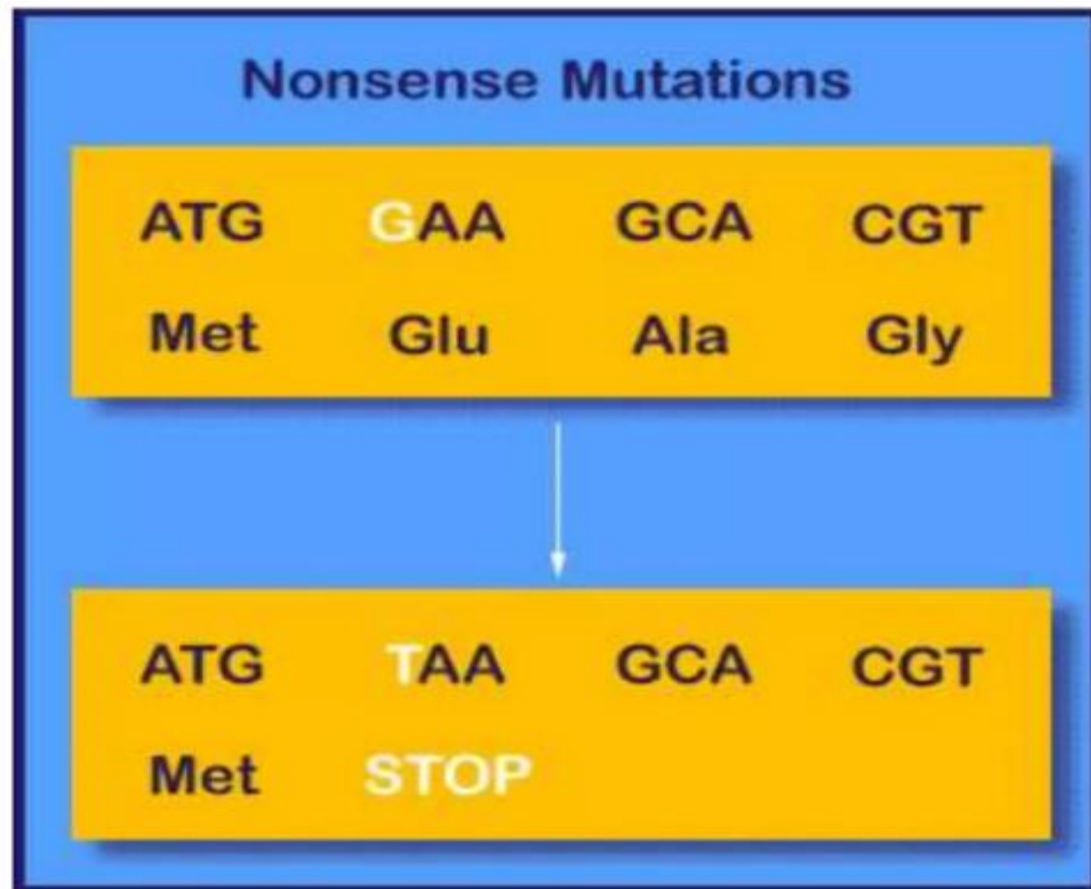 Nonsense Mutations
ATG GAA GCA CGT
Met Glu Ala Gly
ATG TAA GCA CGT
Met STOP